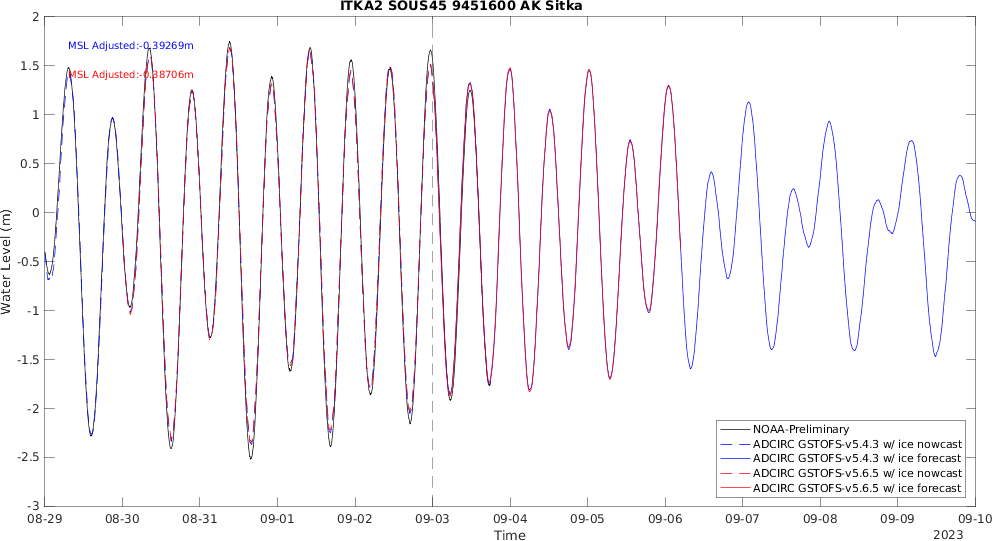 ITKA2 SOUS45 9451600 AK Sitka
2
1.5
1
0.5
0
-0.5
-1
-1.5
-2
-2.5
-3
Water Level (m)
MSL Adjusted:-0.39269m
MSL Adjusted:-0.38706m
NOAA-Preliminary
ADCIRC GSTOFS-v5.4.3 w/ ice nowcast
ADCIRC GSTOFS-v5.4.3 w/ ice forecast
ADCIRC GSTOFS-v5.6.5 w/ ice nowcast
ADCIRC GSTOFS-v5.6.5 w/ ice forecast
08-29 08-30 08-31 09-01 09-02 09-03 09-04 09-05 09-06 09-07 09-08 09-09 09-10
Time
2023